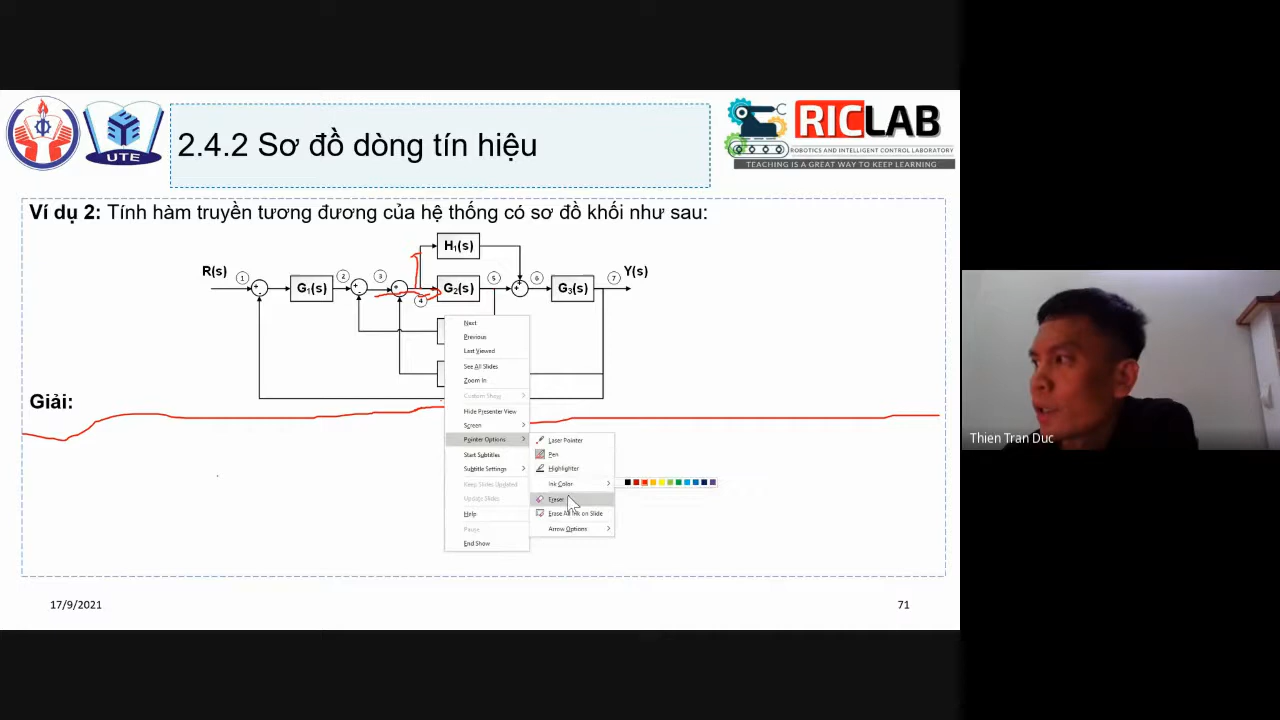 UTE
2.4.2 Sơ đồ dòng tín hiệu
RICLAB
ROBOTICS AND INTELLIGENT CONTROL LABORATORY
TEACHING IS A GREAT WAY TO KEEP LEARNING
Ví dụ 2: Tính hàm truyền tương đương của hệ thống có sơ đồ khối như sau:
H₁(s)
R(s) 1 G₁(s) 2 3 4 G₂(s) 5 6 G₃(s) 7 Y(s)
Giải:
Next
Previous
Last Viewed
See All Slides
Zoom In
Custom Show
Hide Presenter View
Screen
Pointer Options
Start Subtitles
Subtitle Settings
Keep Slides Updated
Update Slides
Help
Pause
End Show
Laser Pointer
Pen
Highlighter
Ink Color
Eraser
Erase All Ink on Slide
Arrow Options
Thien Tran Duc
17/9/2021
71